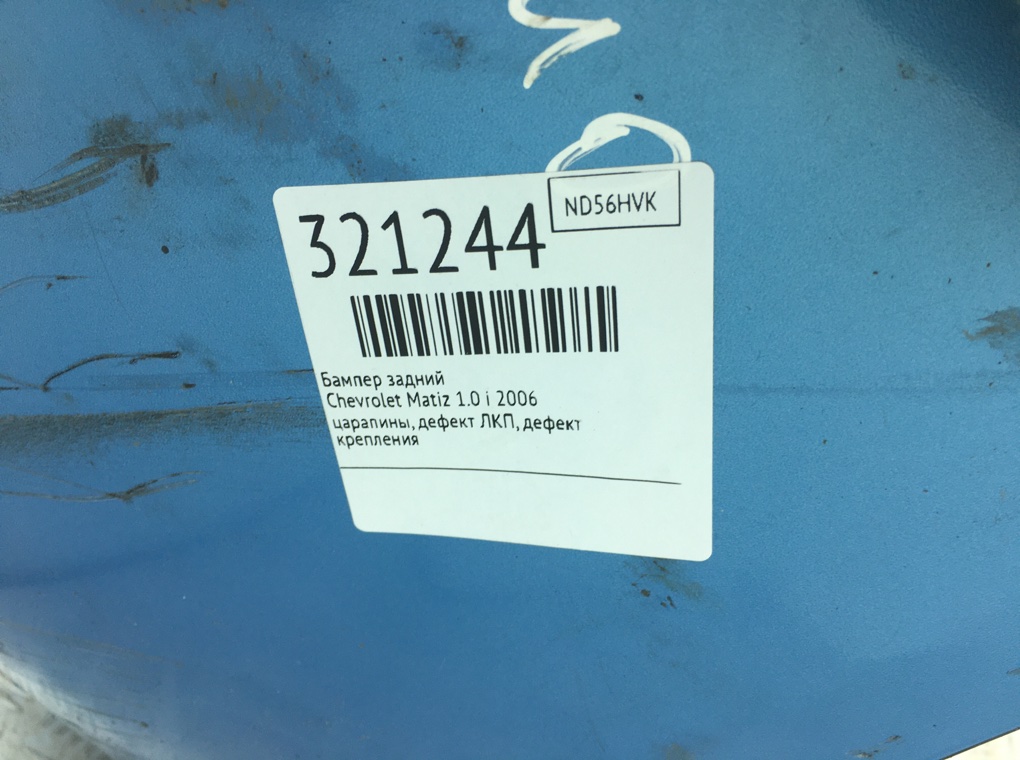 321244
ND56HVK
Бампер задний
Chevrolet Matiz 1.0 i 2006
царапины, дефект ЛКП, дефект
крепления